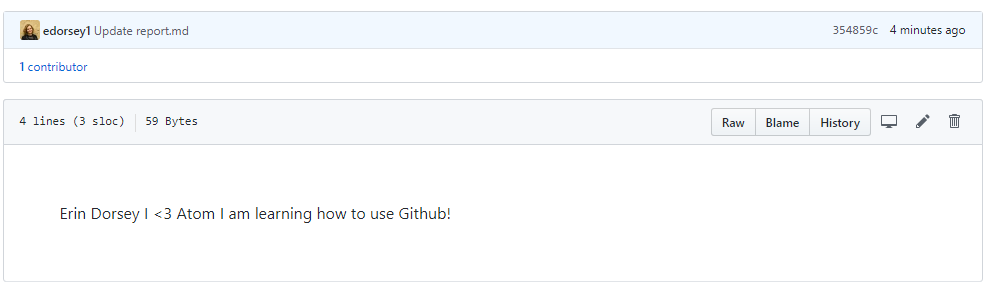 edorsey1 Update report.md 354859c 4 minutes ago
1 contributor
4 lines (3 sloc) 59 Bytes Raw Blame History
Erin Dorsey I <3 Atom I am learning how to use Github!